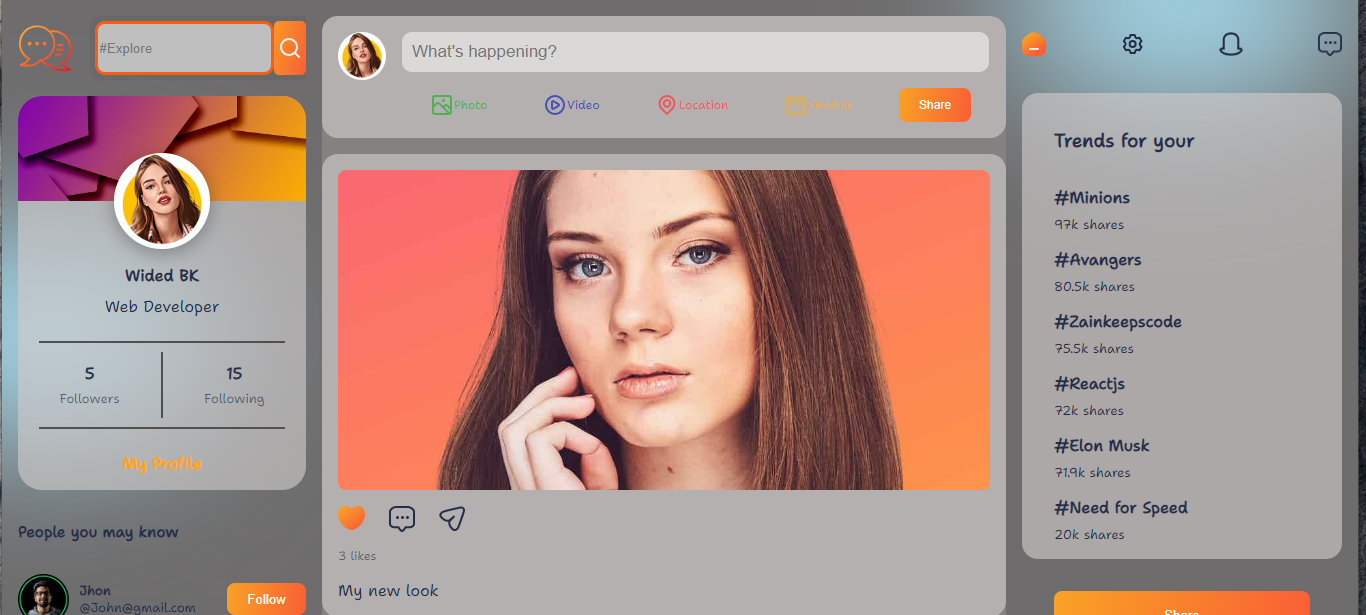 #Explore
Wided BK
Web Developer
5
Followers
15
Following
My Profile
People you may know
Jhon
@John@gmail.com
Follow
What's happening?
Photo
Video
Location
Schedule
Share
3 likes
My new look
Trends for your
#Minions
97k shares
#Avangers
80.5k shares
#Zainkeepscode
75.5k shares
#Reactjs
72k shares
#Elon Musk
71.9k shares
#Need for Speed
20k shares
Share